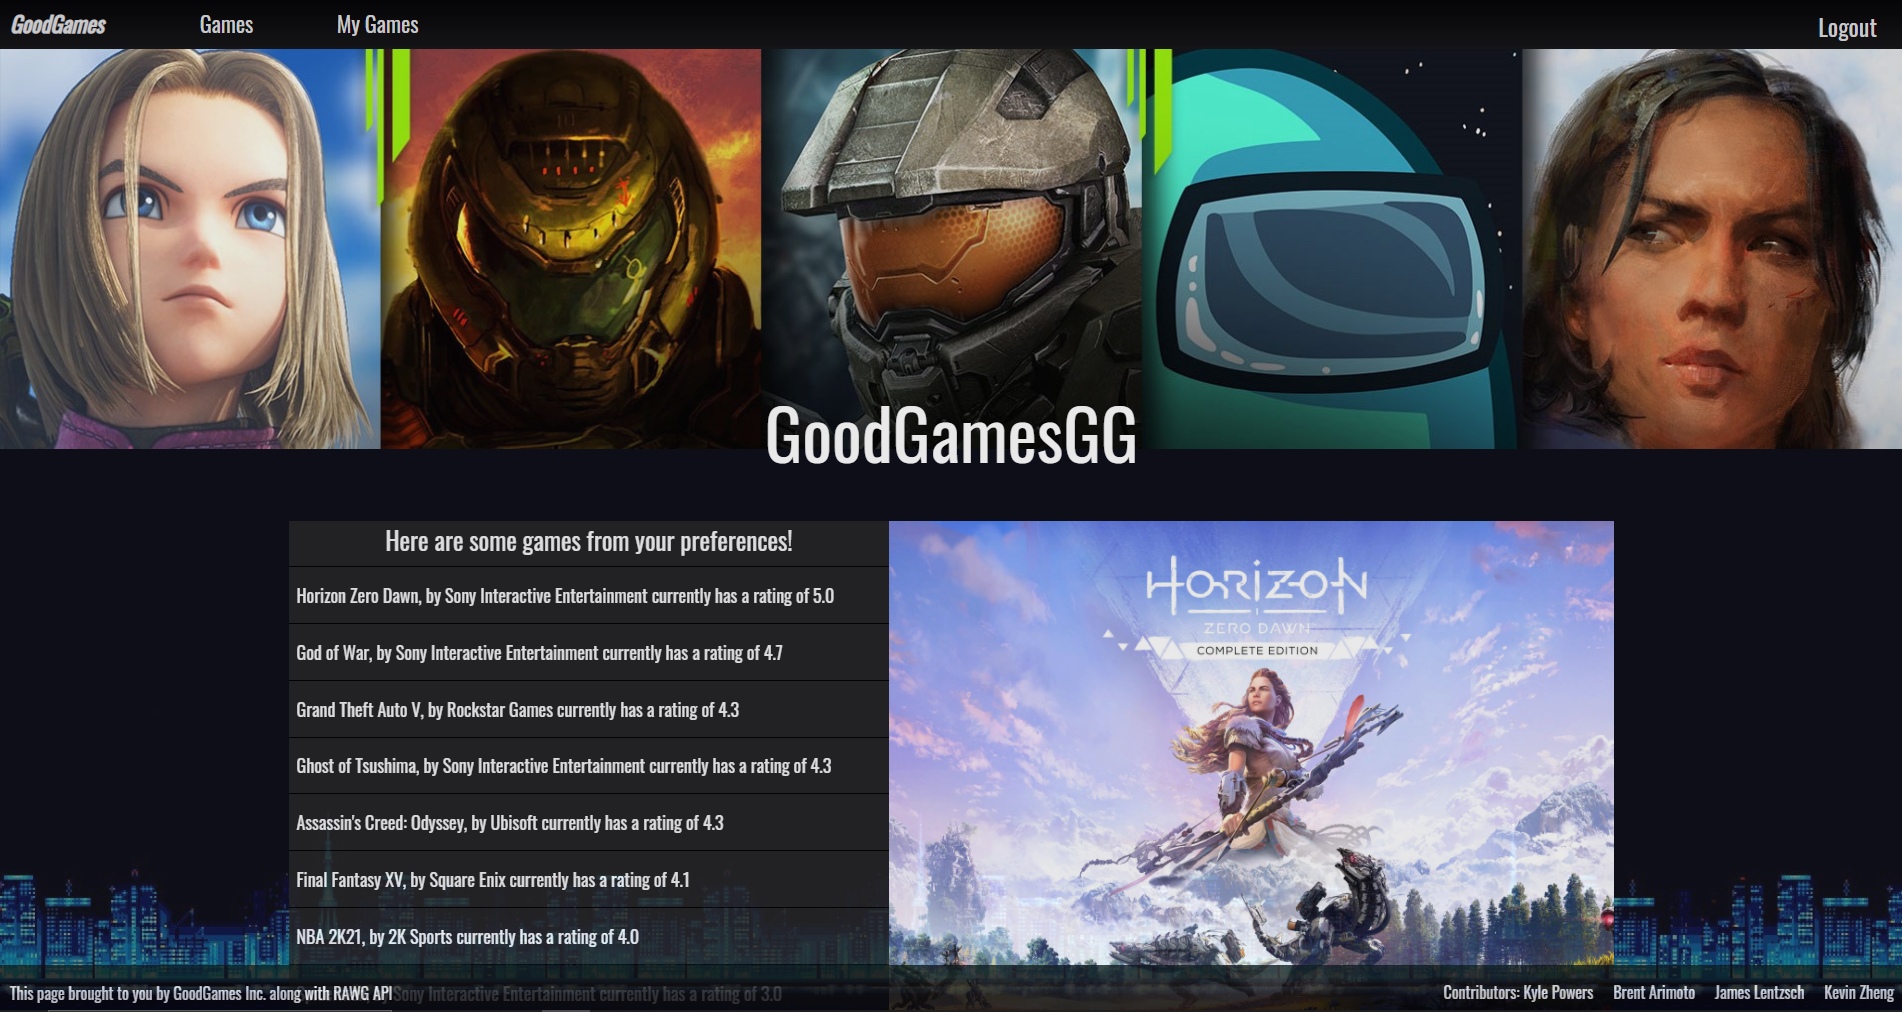 GoodGames
Games
My Games
Logout
GoodGamesGG
Here are some games from your preferences!
Horizon Zero Dawn, by Sony Interactive Entertainment currently has a rating of 5.0
God of War, by Sony Interactive Entertainment currently has a rating of 4.7
Grand Theft Auto V, by Rockstar Games currently has a rating of 4.3
Ghost of Tsushima, by Sony Interactive Entertainment currently has a rating of 4.3
Assassin's Creed: Odyssey, by Ubisoft currently has a rating of 4.3
Final Fantasy XV, by Square Enix currently has a rating of 4.1
NBA 2K21, by 2K Sports currently has a rating of 4.0
HORIZON
ZERO DAWN
COMPLETE EDITION
Sony Interactive Entertainment currently has a rating of 3.0
This page brought to you by GoodGames Inc. along with RAWG API
Contributors: Kyle Powers
Brent Arimoto
James Lentzsch
Kevin Zheng